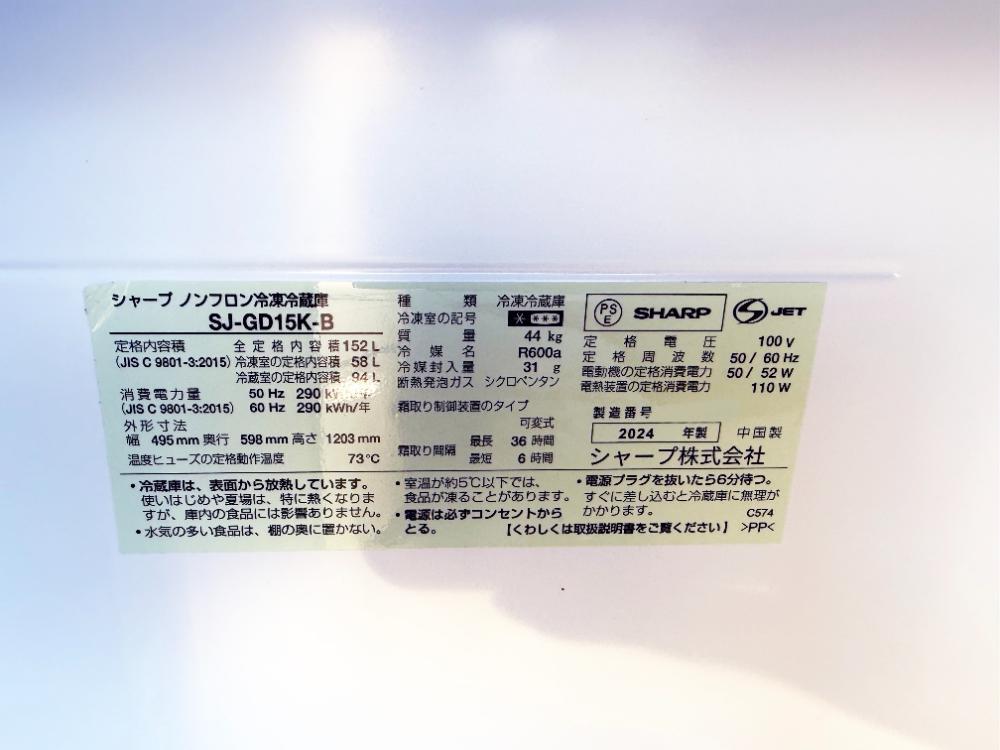 シャープ ノンフロン冷凍冷蔵庫
SJ-GD15K-B
定格内容積 全定格内容積 152 L
(JIS C 9801-3:2015) 冷凍室の定格内容積 58 L
冷蔵室の定格内容積 94 L
消費電力量 50 Hz 290
(JIS C 9801-3:2015) 60 Hz 290 kWh/年
外形寸法
幅 495 mm 奥行 598 mm 高さ 1203 mm
温度ヒューズの定格動作温度 73℃
種類 冷凍冷蔵庫
冷凍室の記号
質量 44 kg
冷媒名 R600a
冷媒封入量 31 g
断熱発泡ガス シクロペンタン
霜取り制御装置のタイプ
可変式
霜取り間隔 最長 36 時間
最短 6 時間
PSE SHARP S JET
定格電圧 100 V
定格周波数 50 / 60 Hz
電動機の定格消費電力 50 / 52 W
電熱装置の定格消費電力 110 W
製造番号
2024 年製 中国製
シャープ株式会社
・冷蔵庫は、表面から放熱しています。
使いはじめや夏場は、特に熱くなりま
すが、庫内の食品には影響ありません。
・水気の多い食品は、棚の奥に置かない。
・室温が約5℃以下では、
食品が凍ることがあります。
・電源は必ずコンセントから
とる。
・電源プラグを抜いたら6分待つ。
すぐに差し込むと冷蔵庫に無理が
かかります。 C574
【くわしくは取扱説明書をご覧ください】 >PP<